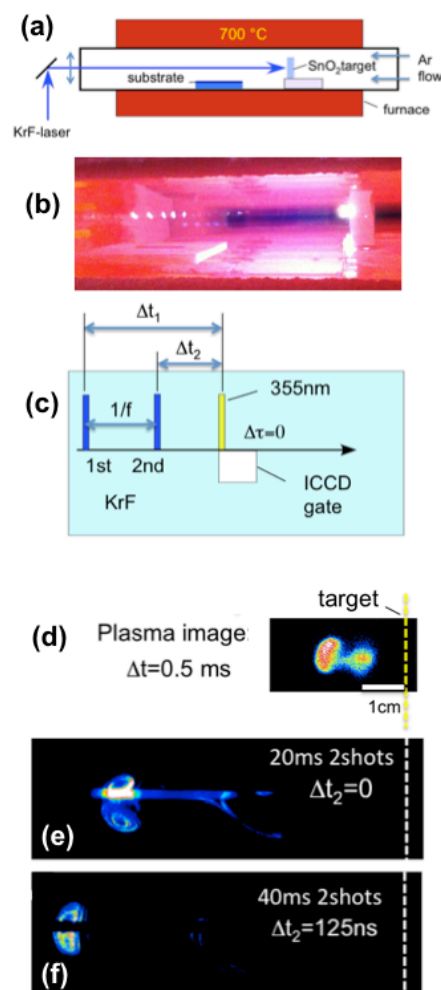 (a)
700 °C
substrate
SnO₂target
Ar
flow
KrF-laser
furnace
(b)
Δt₁
Δt₂
(c)
355nm
1/f
Δτ=0
1st 2nd
ICCD
gate
KrF
target
(d)
Plasma image:
Δt=0.5 ms
1cm
20ms 2shots
Δt₂=0
(e)
40ms 2shots
Δt₂=125ns
(f)